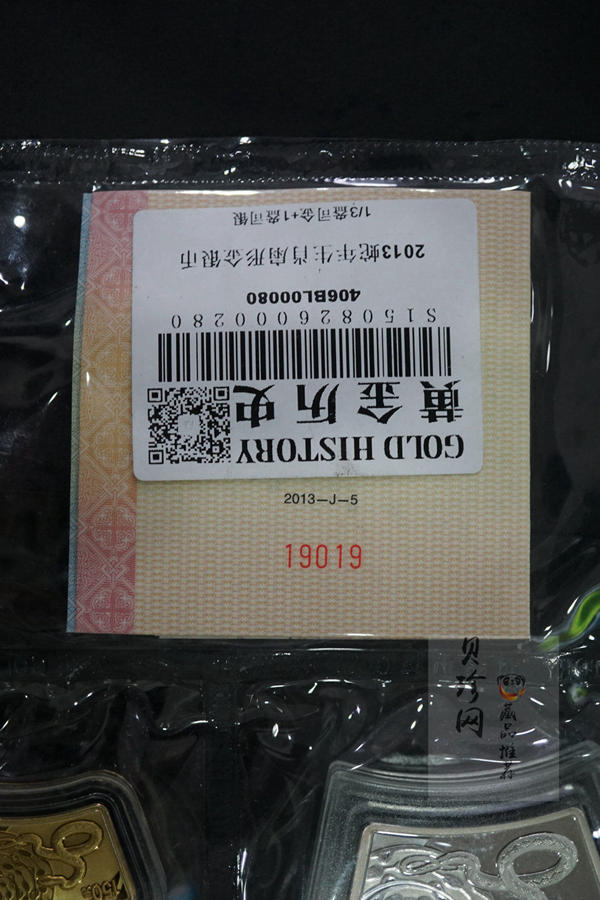 GOLD HISTORY
黄金历史
S150826000280
406BL00080
2013蛇年生肖扇形金银币
1/3盎司金+1盎司银
2013-J-5
19019
贝珍网
藏品推荐
150